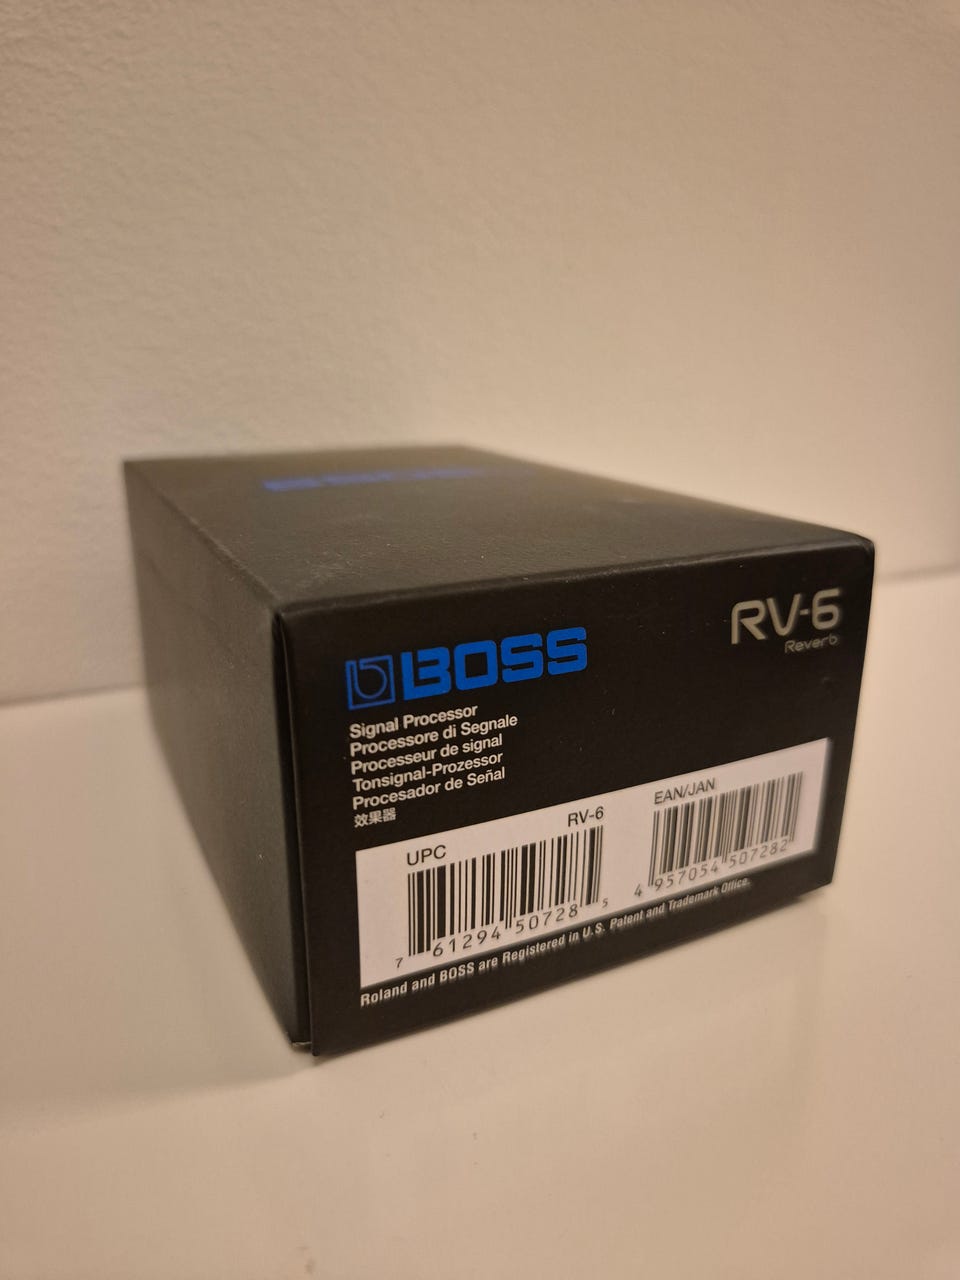 BOSS
BOSS
RV-6
Reverb
Signal Processor
Processore di Segnale
Processeur de signal
Tonsignal-Prozessor
Procesador de Señal
效果器
UPC RV-6
7 61294 50728 5
EAN/JAN
4 957054 507282
Roland and BOSS are Registered in U.S. Patent and Trademark Office.